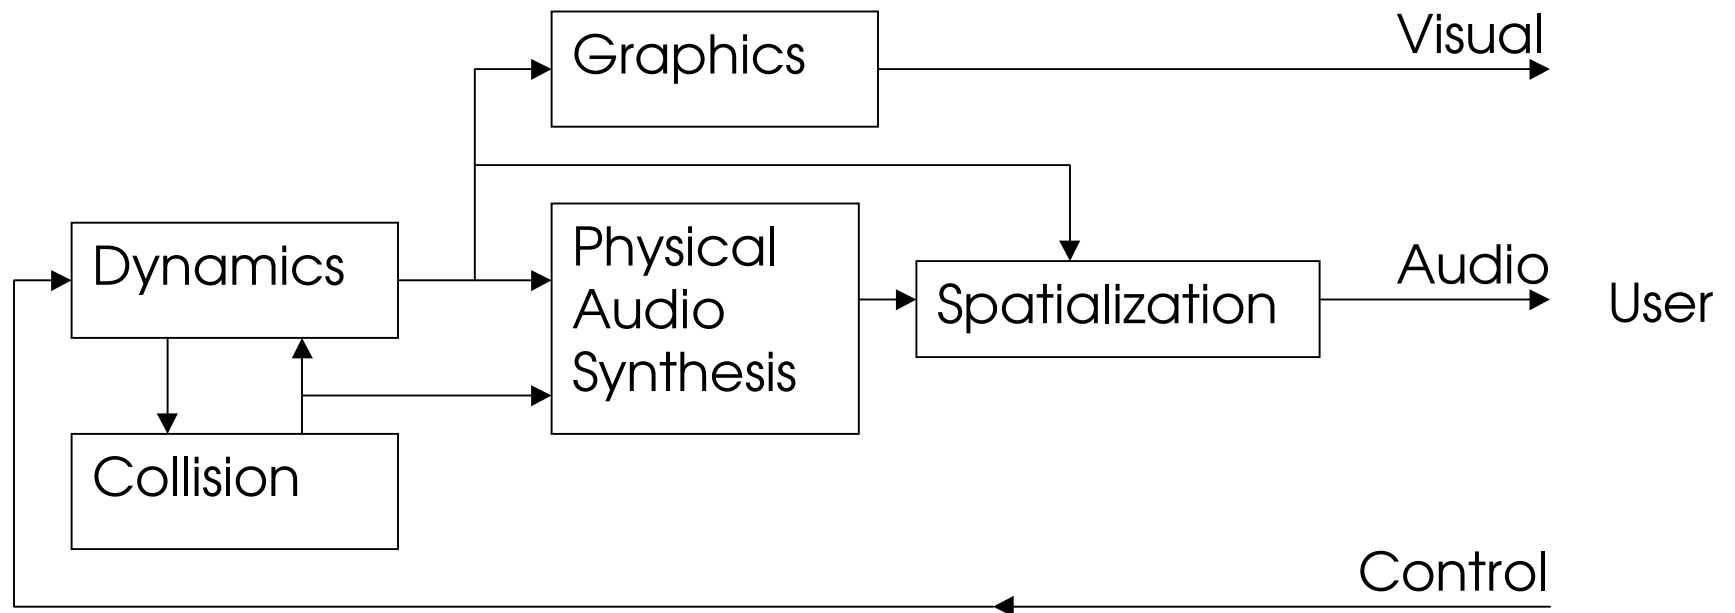 Graphics
Visual
Dynamics
Physical
Audio
Synthesis
Spatialization
Audio
User
Collision
Control